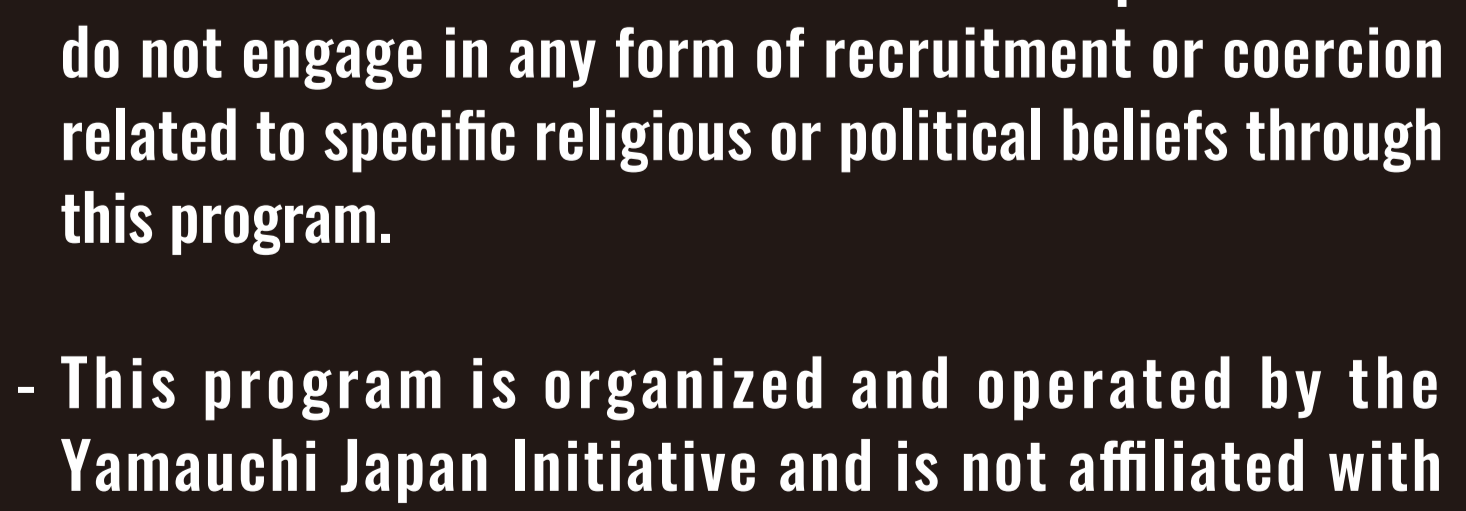 do not engage in any form of recruitment or coercion
related to specific religious or political beliefs through
this program.
- This program is organized and operated by the
Yamauchi Japan Initiative and is not affiliated with